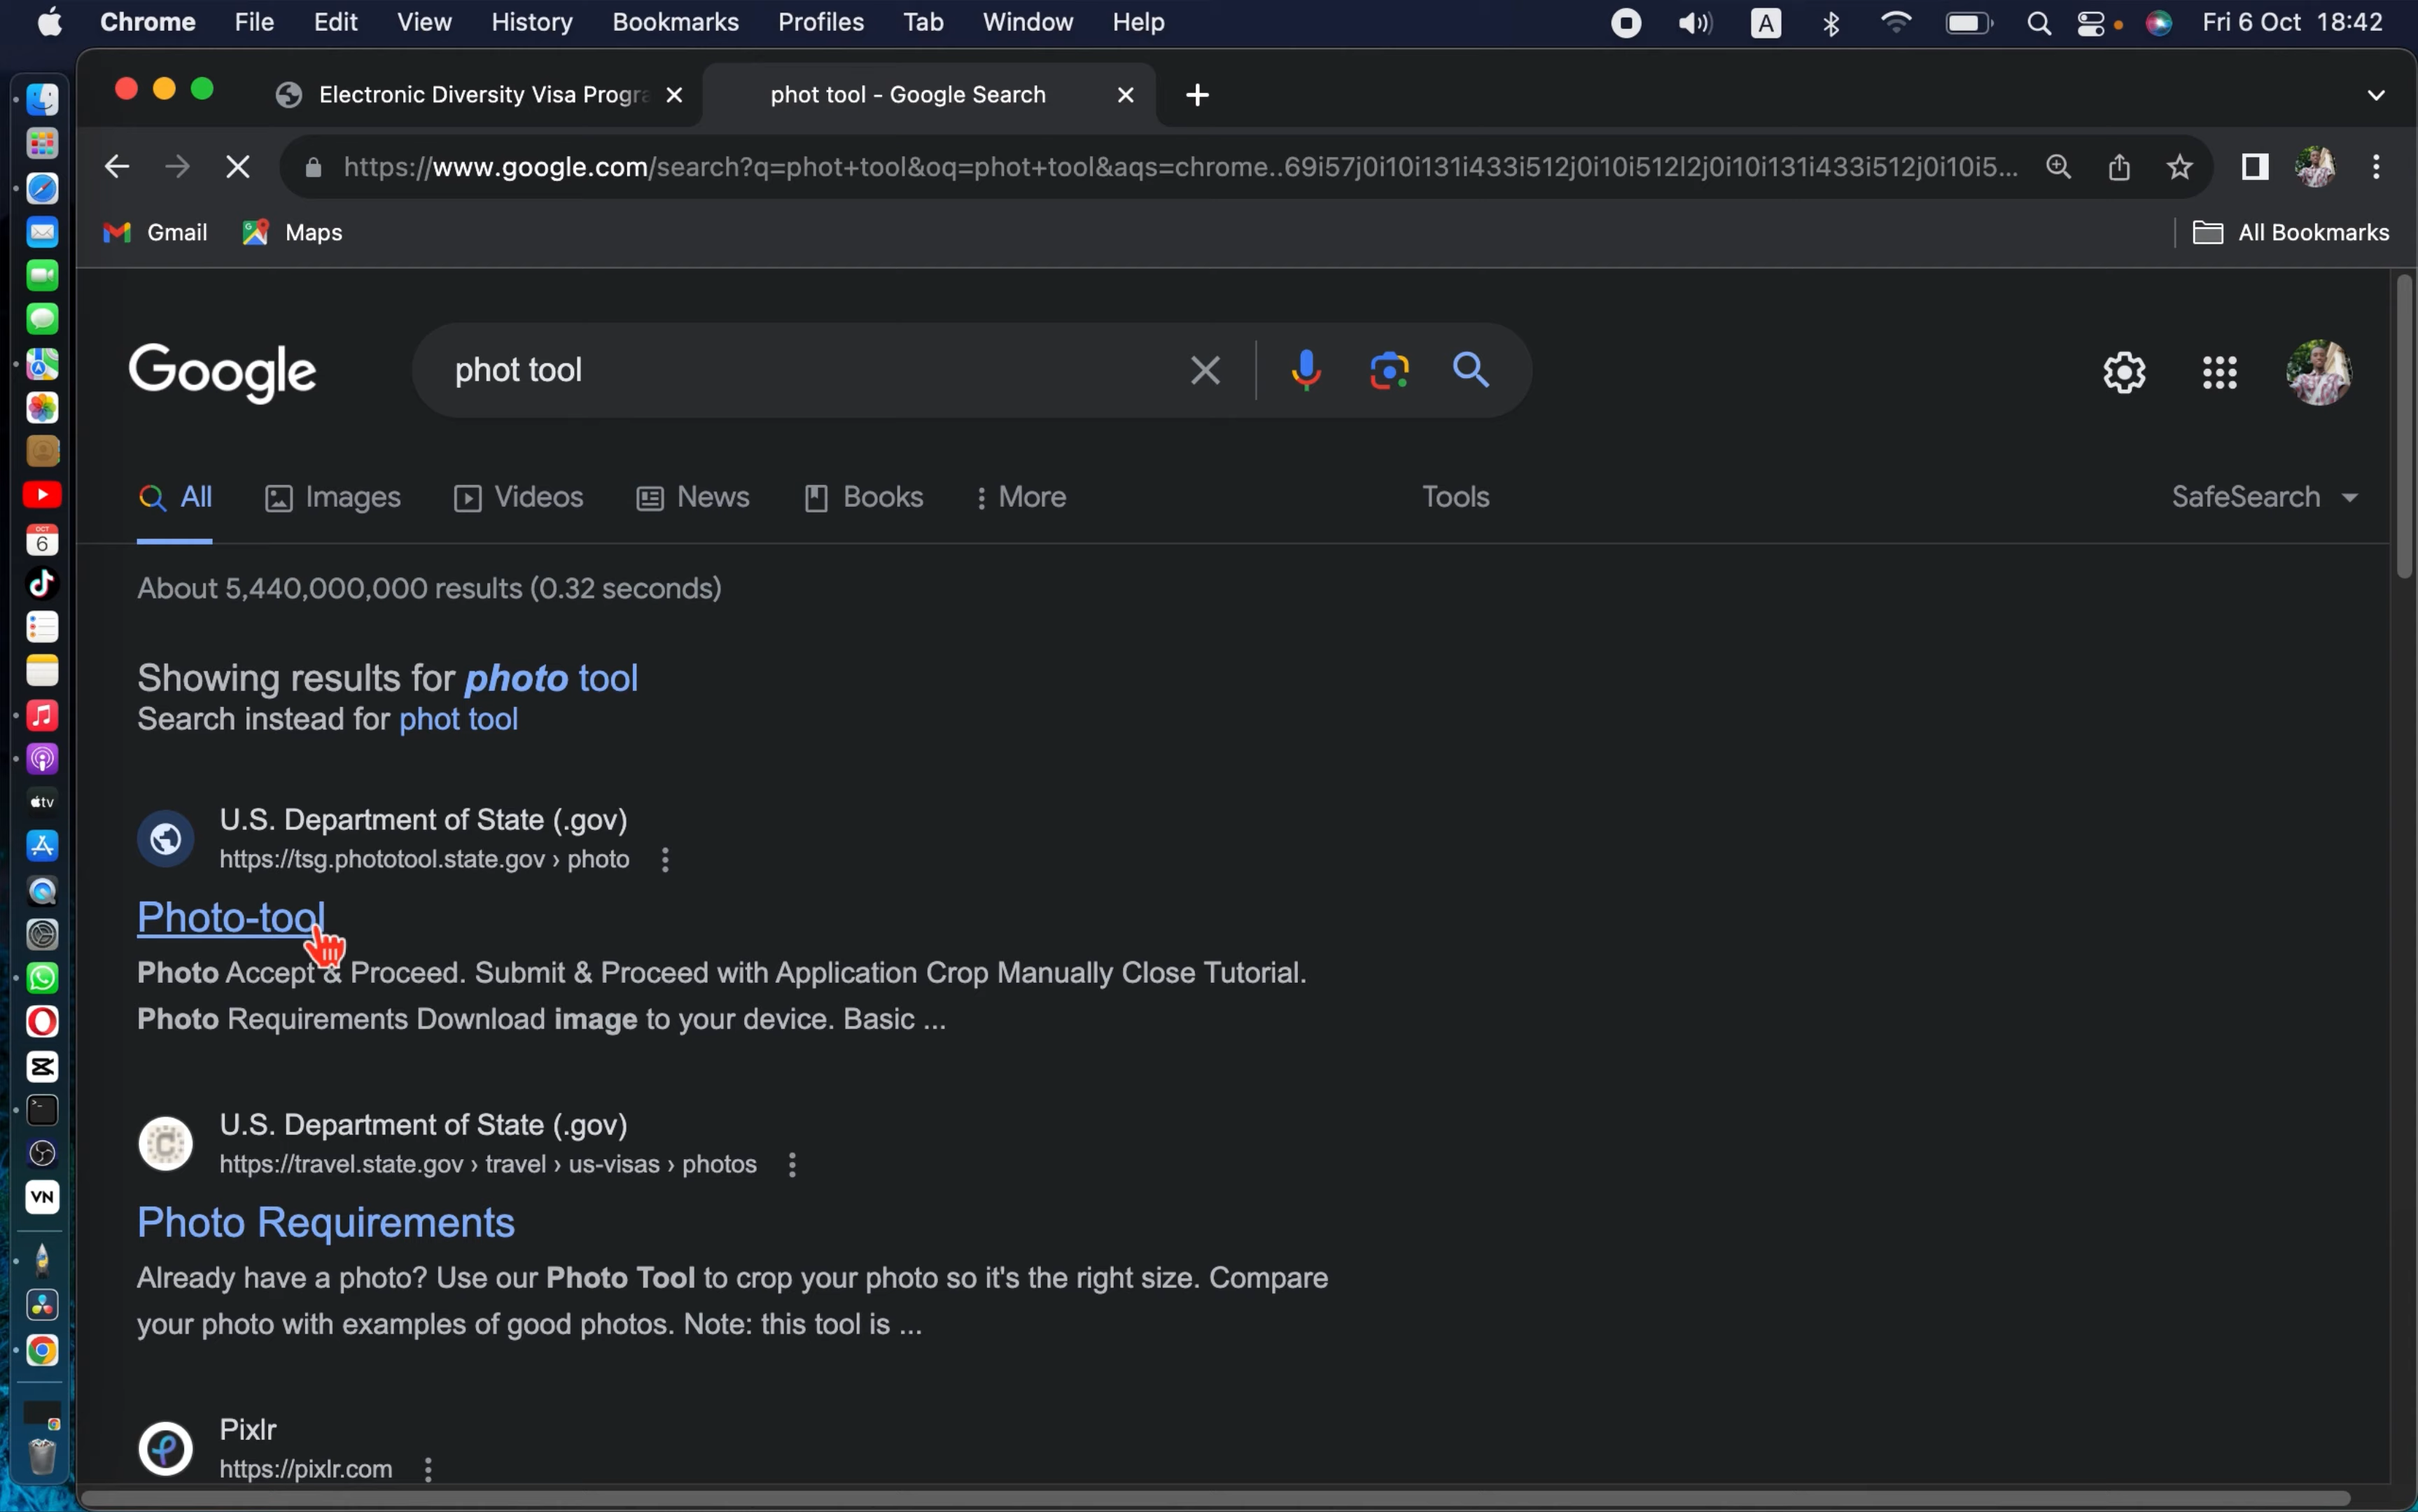 Chrome File Edit View History Bookmarks Profiles Tab Window Help A Fri 6 Oct 18:42
Electronic Diversity Visa Progra phot tool - Google Search
https://www.google.com/search?q=phot+tool&oq=phot+tool&aqs=chrome..69i57j0i10i131i433i512j0i10i512l2j0i10i131i433i512j0i10i5...
Gmail Maps All Bookmarks
Google phot tool
All Images Videos News Books More Tools SafeSearch
About 5,440,000,000 results (0.32 seconds)
Showing results for photo tool
Search instead for phot tool
U.S. Department of State (.gov)
https://tsg.phototool.state.gov › photo
Photo-tool
Photo Accept & Proceed. Submit & Proceed with Application Crop Manually Close Tutorial.
Photo Requirements Download image to your device. Basic ...
U.S. Department of State (.gov)
https://travel.state.gov › travel › us-visas › photos
Photo Requirements
Already have a photo? Use our Photo Tool to crop your photo so it's the right size. Compare
your photo with examples of good photos. Note: this tool is ...
Pixlr
https://pixlr.com
OCT
6
tv
VN